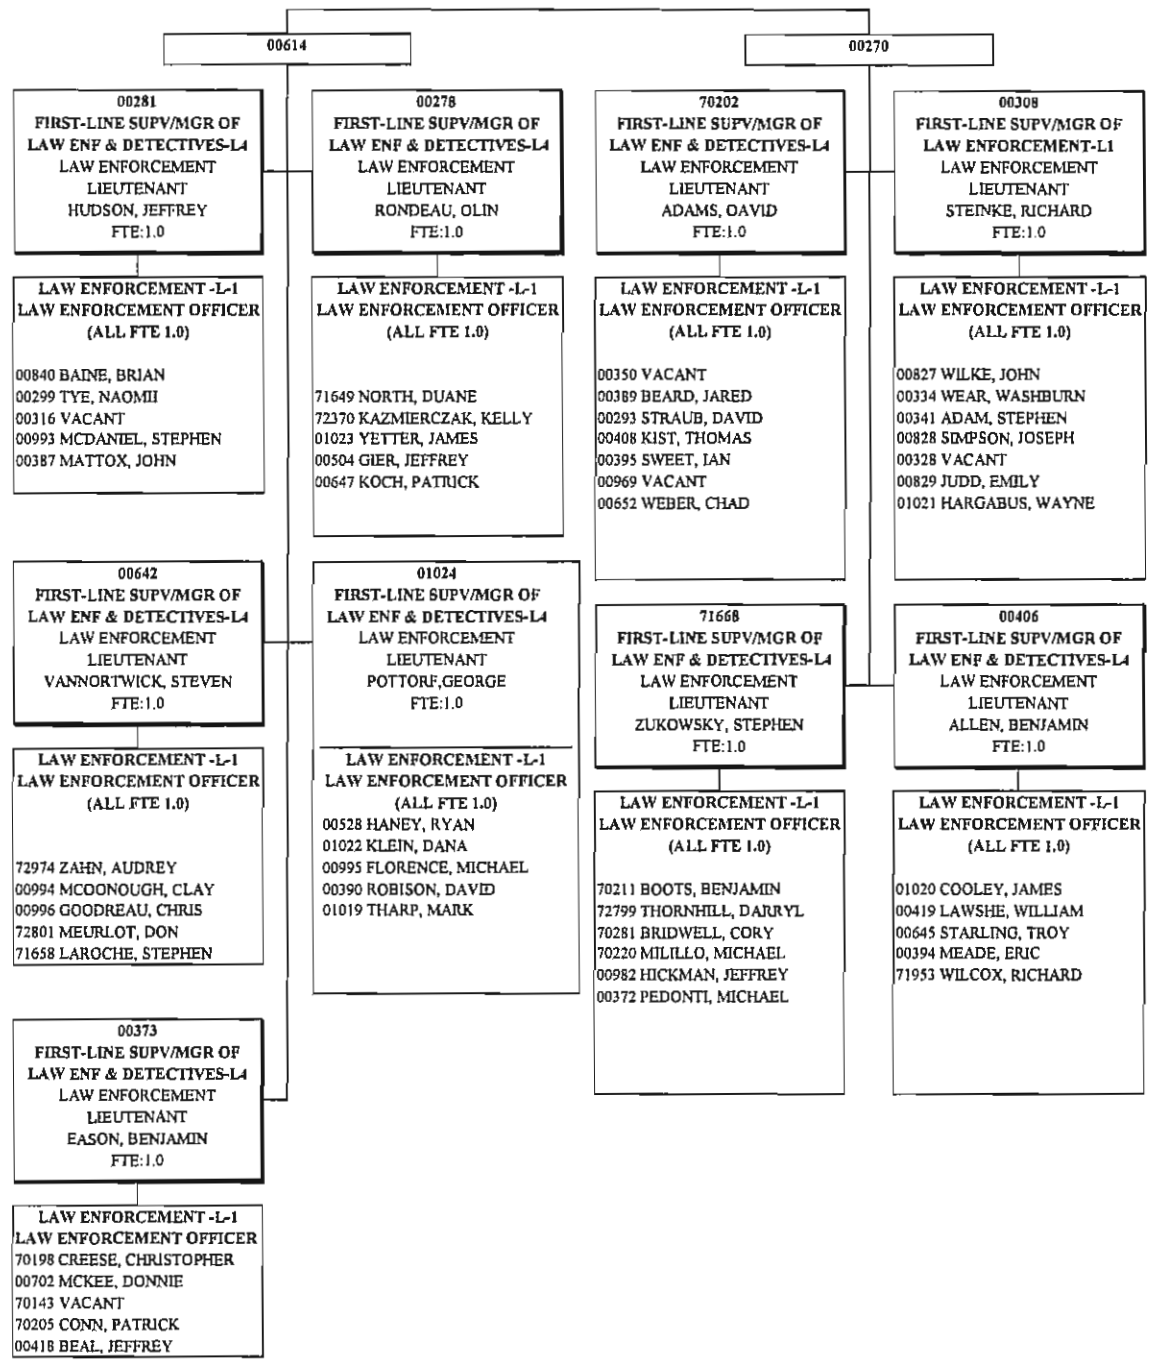 00614
00270
00281
FIRST-LINE SUPV/MGR OF
LAW ENF & DETECTIVES-L4
LAW ENFORCEMENT
LIEUTENANT
HUDSON, JEFFREY
FTE:1.0
LAW ENFORCEMENT -L-1
LAW ENFORCEMENT OFFICER
(ALL FTE 1.0)
00840 BAINE, BRIAN
00299 TYE, NAOMII
00316 VACANT
00993 MCDANIEL, STEPHEN
00387 MATTOX, JOHN
00278
FIRST-LINE SUPV/MGR OF
LAW ENF & DETECTIVES-L4
LAW ENFORCEMENT
LIEUTENANT
RONDEAU, OLIN
FTE:1.0
LAW ENFORCEMENT -L-1
LAW ENFORCEMENT OFFICER
(ALL FTE 1.0)
71649 NORTH, DUANE
72370 KAZMIERCZAK, KELLY
01023 YETTER, JAMES
00504 GIER, JEFFREY
00647 KOCH, PATRICK
70202
FIRST-LINE SUPV/MGR OF
LAW ENF & DETECTIVES-L4
LAW ENFORCEMENT
LIEUTENANT
ADAMS, OAVID
FTE:1.0
LAW ENFORCEMENT -L-1
LAW ENFORCEMENT OFFICER
(ALL FTE 1.0)
00350 VACANT
00389 BEARD, JARED
00293 STRAUB, DAVID
00408 KIST, THOMAS
00395 SWEET, IAN
00969 VACANT
00652 WEBER, CHAD
00308
FIRST-LINE SUPV/MGR OF
LAW ENFORCEMENT-L1
LAW ENFORCEMENT
LIEUTENANT
STEINKE, RICHARD
FTE:1.0
LAW ENFORCEMENT -L-1
LAW ENFORCEMENT OFFICER
(ALL FTE 1.0)
00827 WILKE, JOHN
00334 WEAR, WASHBURN
00341 ADAM, STEPHEN
00828 SIMPSON, JOSEPH
00328 VACANT
00829 JUDD, EMILY
01021 HARGABUS, WAYNE
00642
FIRST-LINE SUPV/MGR OF
LAW ENF & DETECTIVES-L4
LAW ENFORCEMENT
LIEUTENANT
VANNORTWICK, STEVEN
FTE:1.0
LAW ENFORCEMENT -L-1
LAW ENFORCEMENT OFFICER
(ALL FTE 1.0)
72974 ZAHN, AUDREY
00994 MCOONOUGH, CLAY
00996 GOODREAU, CHRIS
72801 MEURLOT, DON
71658 LAROCHE, STEPHEN
01024
FIRST-LINE SUPV/MGR OF
LAW ENF & DETECTIVES-L4
LAW ENFORCEMENT
LIEUTENANT
POTTORF,GEORGE
FTE:1.0
LAW ENFORCEMENT -L-1
LAW ENFORCEMENT OFFICER
(ALL FTE 1.0)
00528 HANEY, RYAN
01022 KLEIN, DANA
00995 FLORENCE, MICHAEL
00390 ROBISON, DAVID
01019 THARP, MARK
71668
FIRST-LINE SUPV/MGR OF
LAW ENF & DETECTIVES-L4
LAW ENFORCEMENT
LIEUTENANT
ZUKOWSKY, STEPHEN
FTE:1.0
LAW ENFORCEMENT -L-1
LAW ENFORCEMENT OFFICER
(ALL FTE 1.0)
70211 BOOTS, BENJAMIN
72799 THORNHILL, DARRYL
70281 BRIDWELL, CORY
70220 MILILLO, MICHAEL
00982 HICKMAN, JEFFREY
00372 PEDONTI, MICHAEL
00406
FIRST-LINE SUPV/MGR OF
LAW ENF & DETECTIVES-L4
LAW ENFORCEMENT
LIEUTENANT
ALLEN, BENJAMIN
FTE:1.0
LAW ENFORCEMENT -L-1
LAW ENFORCEMENT OFFICER
(ALL FTE 1.0)
01020 COOLEY, JAMES
00419 LAWSHE, WILLIAM
00645 STARLING, TROY
00394 MEADE, ERIC
71953 WILCOX, RICHARD
00373
FIRST-LINE SUPV/MGR OF
LAW ENF & DETECTIVES-L4
LAW ENFORCEMENT
LIEUTENANT
EASON, BENJAMIN
FTE:1.0
LAW ENFORCEMENT -L-1
LAW ENFORCEMENT OFFICER
70198 CREESE, CHRISTOPHER
00702 MCKEE, DONNIE
70143 VACANT
70205 CONN, PATRICK
00418 BEAL, JEFFREY